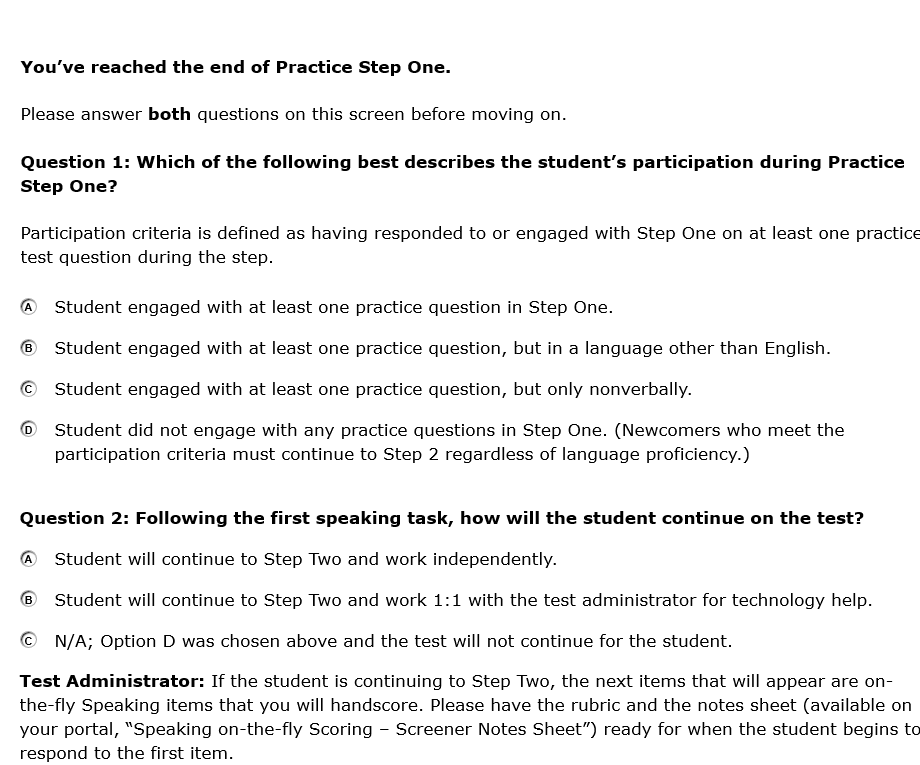 You’ve reached the end of Practice Step One.
Please answer both questions on this screen before moving on.
Question 1: Which of the following best describes the student’s participation during Practice
Step One?
Participation criteria is defined as having responded to or engaged with Step One on at least one practice
test question during the step.
A Student engaged with at least one practice question in Step One.
B Student engaged with at least one practice question, but in a language other than English.
C Student engaged with at least one practice question, but only nonverbally.
D Student did not engage with any practice questions in Step One. (Newcomers who meet the
participation criteria must continue to Step 2 regardless of language proficiency.)
Question 2: Following the first speaking task, how will the student continue on the test?
A Student will continue to Step Two and work independently.
B Student will continue to Step Two and work 1:1 with the test administrator for technology help.
C N/A; Option D was chosen above and the test will not continue for the student.
Test Administrator: If the student is continuing to Step Two, the next items that will appear are on-
the-fly Speaking items that you will handscore. Please have the rubric and the notes sheet (available on
your portal, “Speaking on-the-fly Scoring – Screener Notes Sheet”) ready for when the student begins to
respond to the first item.